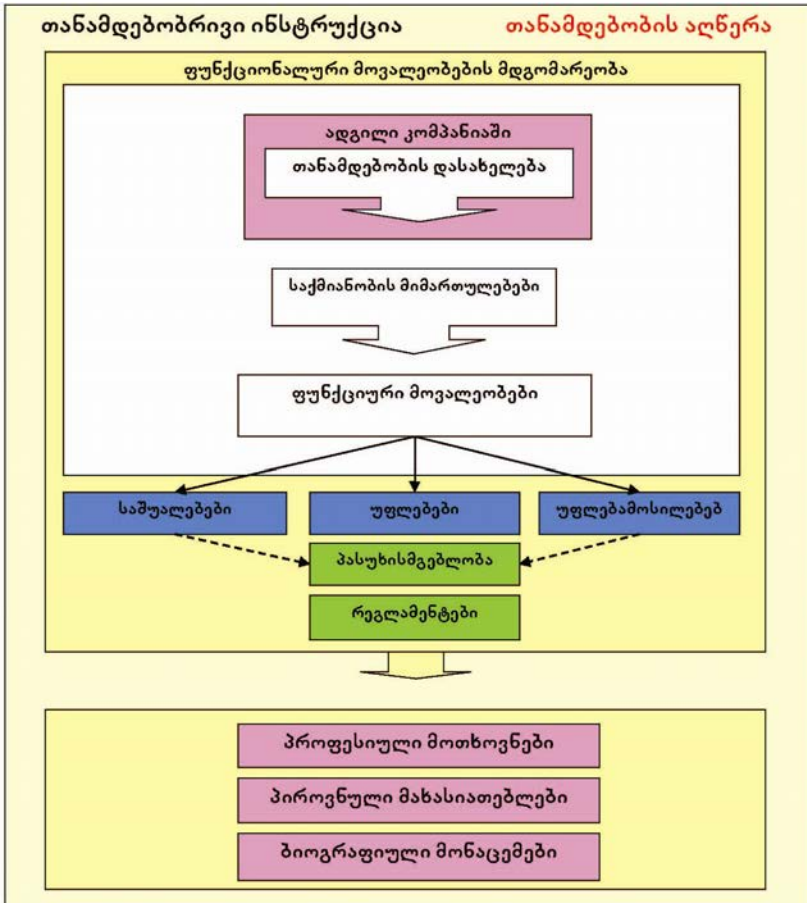 თანამდებობრივი ინსტრუქცია თანამდებობის აღწერა
ფუნქციონალური მოვალეობების მდგომარეობა
ადგილი კომპანიაში
თანამდებობის დასახელება
საქმიანობის მიმართულებები
ფუნქციური მოვალეობები
საშუალებები უფლებები უფლებამოსილებებ
პასუხისმგებლობა
რეგლამენტები
პროფესიული მოთხოვნები
პიროვნული მახასიათებლები
ბიოგრაფიული მონაცემები